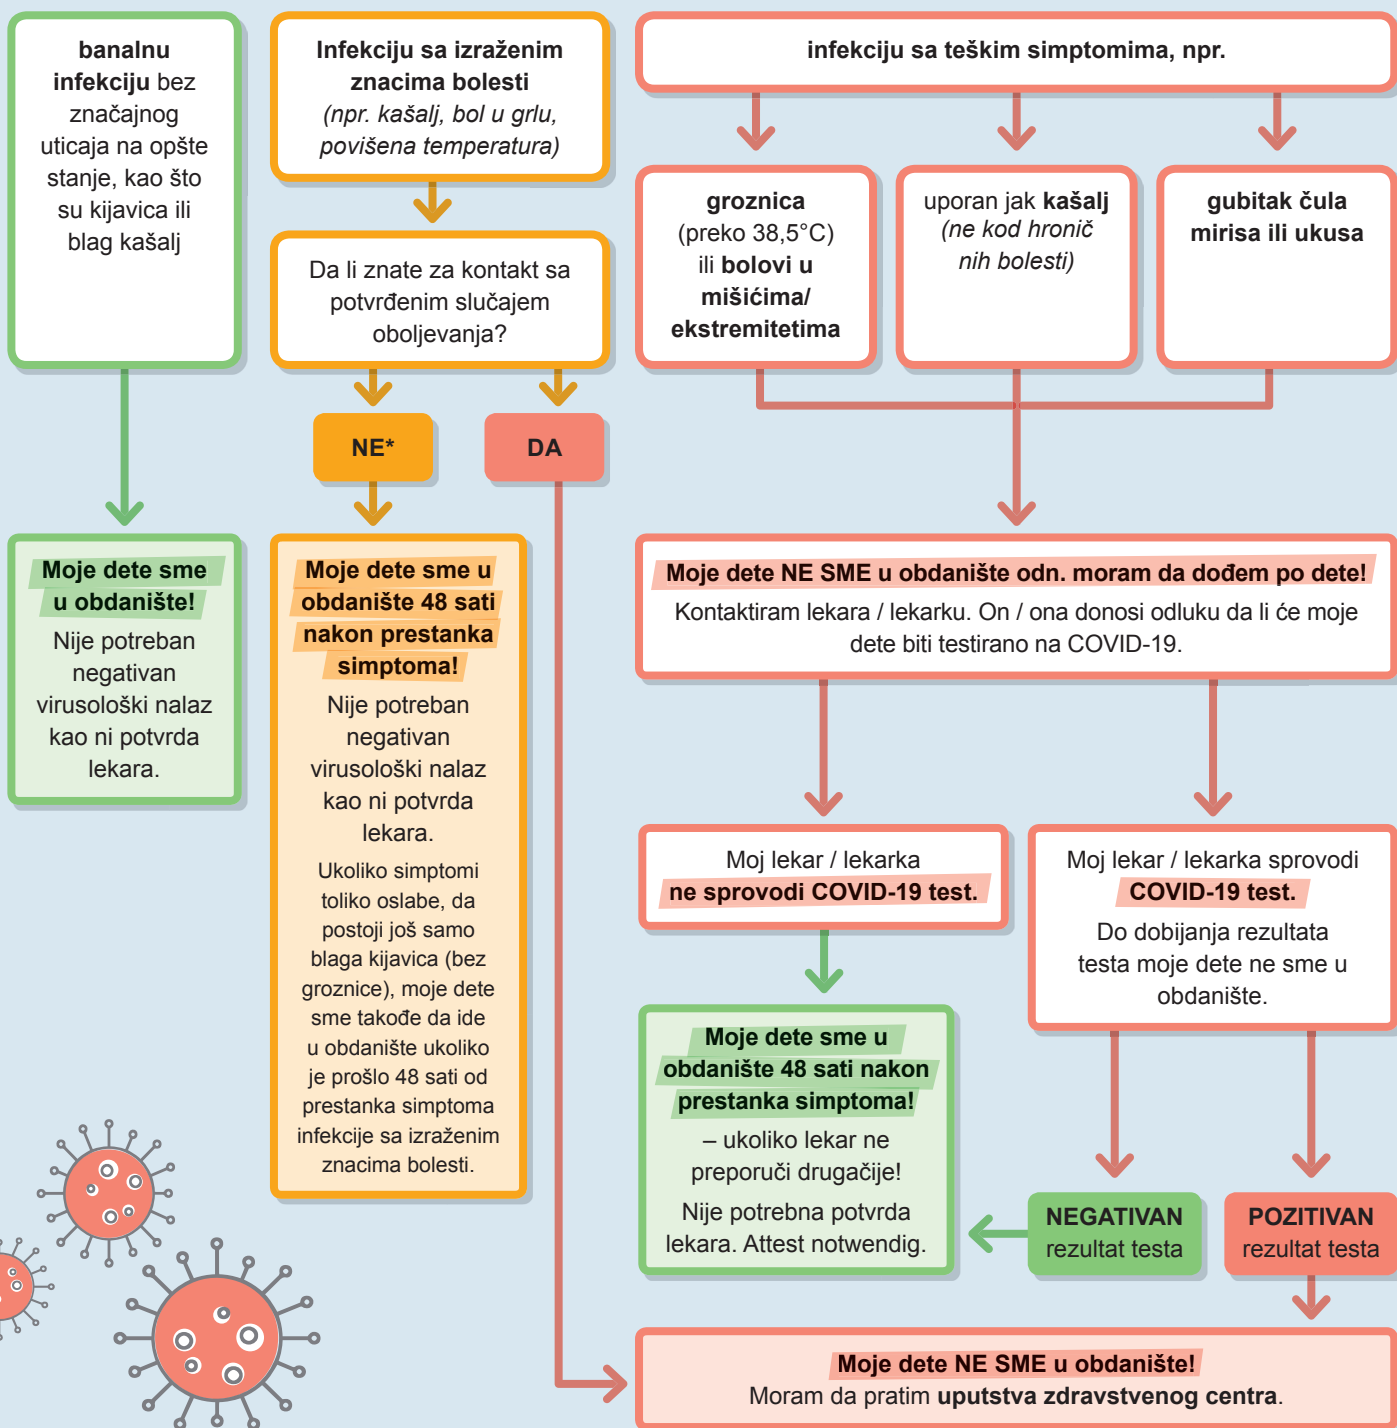 banalnu
infekciju bez
značajnog
uticaja na opšte
stanje, kao što
su kijavica ili
blag kašalj
Infekciju sa izraženim
znacima bolesti
(npr. kašalj, bol u grlu,
povišena temperatura)
Da li znate za kontakt sa
potvrđenim slučajem
oboljevanja?
NE*
DA
infekciju sa teškim simptomima, npr.
groznica
(preko 38,5°C)
ili bolovi u
mišićima/
ekstremitetima
uporan jak kašalj
(ne kod hronič
nih bolesti)
gubitak čula
mirisa ili ukusa
Moje dete sme
u obdanište!
Nije potreban
negativan
virusološki nalaz
kao ni potvrda
lekara.
Moje dete sme u
obdanište 48 sati
nakon prestanka
simptoma!
Nije potreban
negativan
virusološki nalaz
kao ni potvrda
lekara.
Ukoliko simptomi
toliko oslabe, da
postoji još samo
blaga kijavica (bez
groznice), moje dete
sme takođe da ide
u obdanište ukoliko
je prošlo 48 sati od
prestanka simptoma
infekcije sa izraženim
znacima bolesti.
Moje dete NE SME u obdanište odn. moram da dođem po dete!
Kontaktiram lekara / lekarku. On / ona donosi odluku da li će moje
dete biti testirano na COVID-19.
Moj lekar / lekarka
ne sprovodi COVID-19 test.
Moj lekar / lekarka sprovodi
COVID-19 test.
Do dobijanja rezultata
testa moje dete ne sme u
obdanište.
Moje dete sme u
obdanište 48 sati nakon
prestanka simptoma!
– ukoliko lekar ne
preporuči drugačije!
Nije potrebna potvrda
lekara. Attest notwendig.
NEGATIVAN
rezultat testa
POZITIVAN
rezultat testa
Moje dete NE SME u obdanište!
Moram da pratim uputstva zdravstvenog centra.